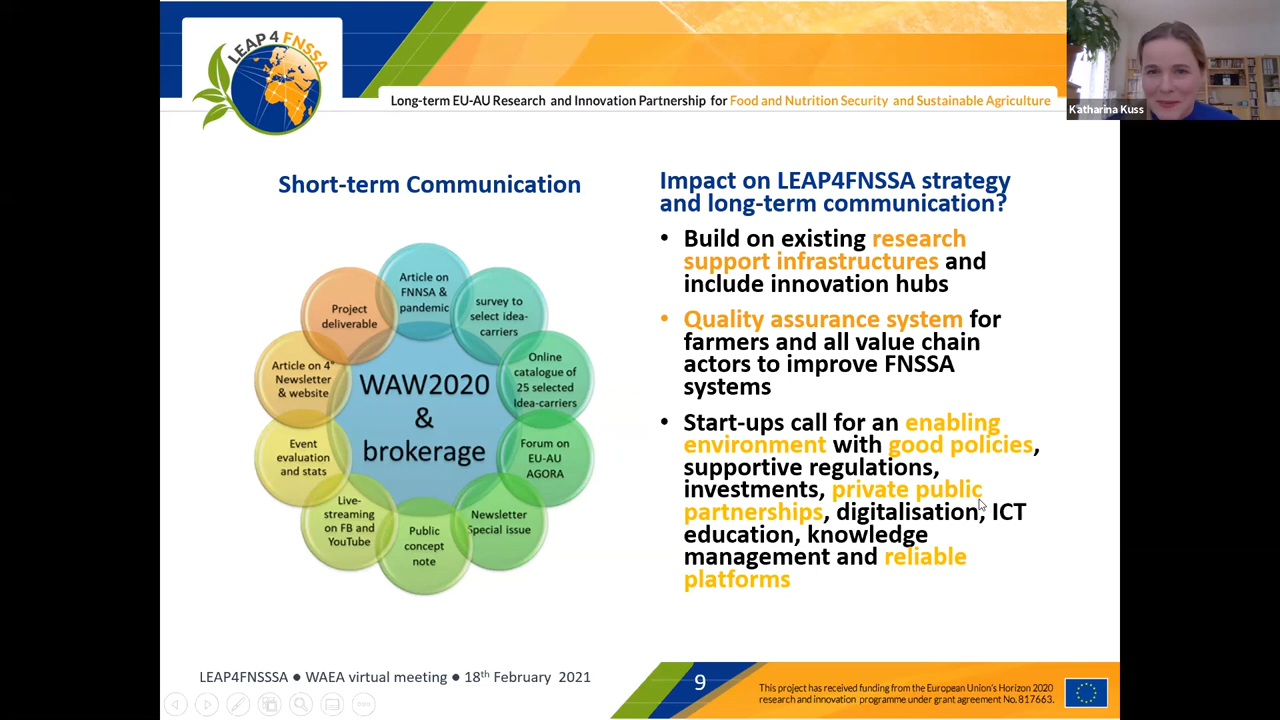 LEAP 4 FNSSA
Long-term EU-AU Research and Innovation Partnership for Food and Nutrition Security and Sustainable Agriculture
Katharina Kuss
Short-term Communication
Article on
FNNSA &
pandemic
survey to
select idea-
carriers
Online
catalogue of
25 selected
Idea-carriers
Forum on
EU-AU
AGORA
Newsletter
Special issue
Public
concept
note
Live-
streaming
on FB and
YouTube
Event
evaluation
and stats
Article on 4°
Newsletter
& website
Project
deliverable
WAW2020
&
brokerage
Impact on LEAP4FNSSA strategy
and long-term communication?
• Build on existing research
support infrastructures and
include innovation hubs
• Quality assurance system for
farmers and all value chain
actors to improve FNSSA
systems
• Start-ups call for an enabling
environment with good policies,
supportive regulations,
investments, private public
partnerships, digitalisation, ICT
education, knowledge
management and reliable
platforms
LEAP4FNSSSA ● WAEA virtual meeting ● 18th February 2021
9
This project has received funding from the European Union's Horizon 2020
research and innovation programme under grant agreement No. 817663.